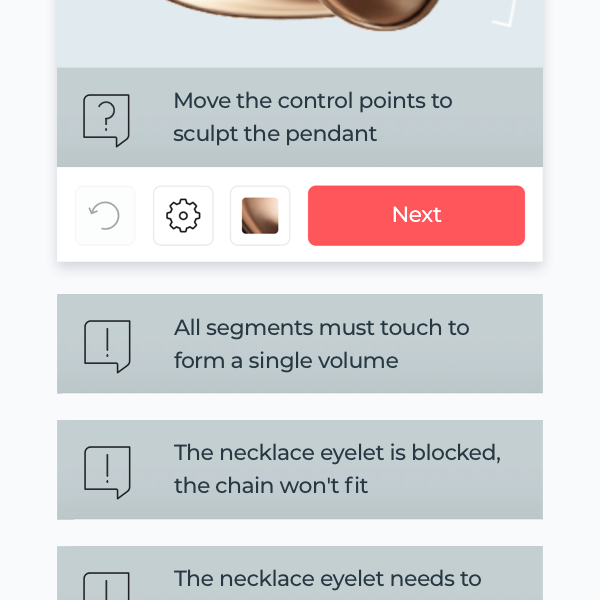 Move the control points to
sculpt the pendant
Next
All segments must touch to
form a single volume
The necklace eyelet is blocked,
the chain won't fit
The necklace eyelet needs to